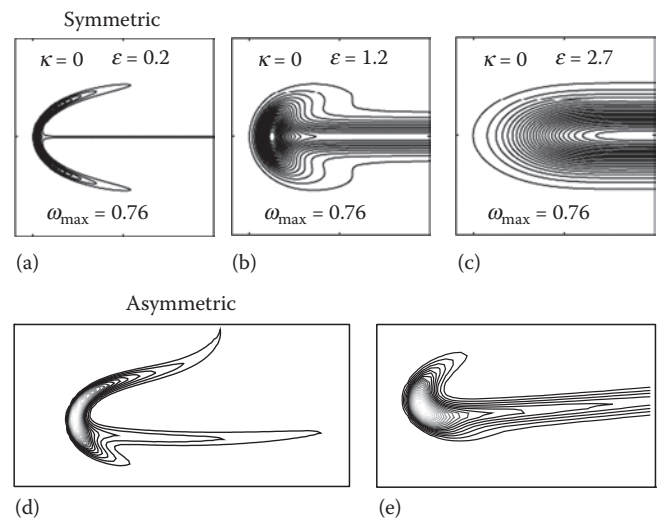 Symmetric
κ = 0 ε = 0.2
κ = 0 ε = 1.2
κ = 0 ε = 2.7
ω_max = 0.76
ω_max = 0.76
ω_max = 0.76
(a)
(b)
(c)
Asymmetric
(d)
(e)